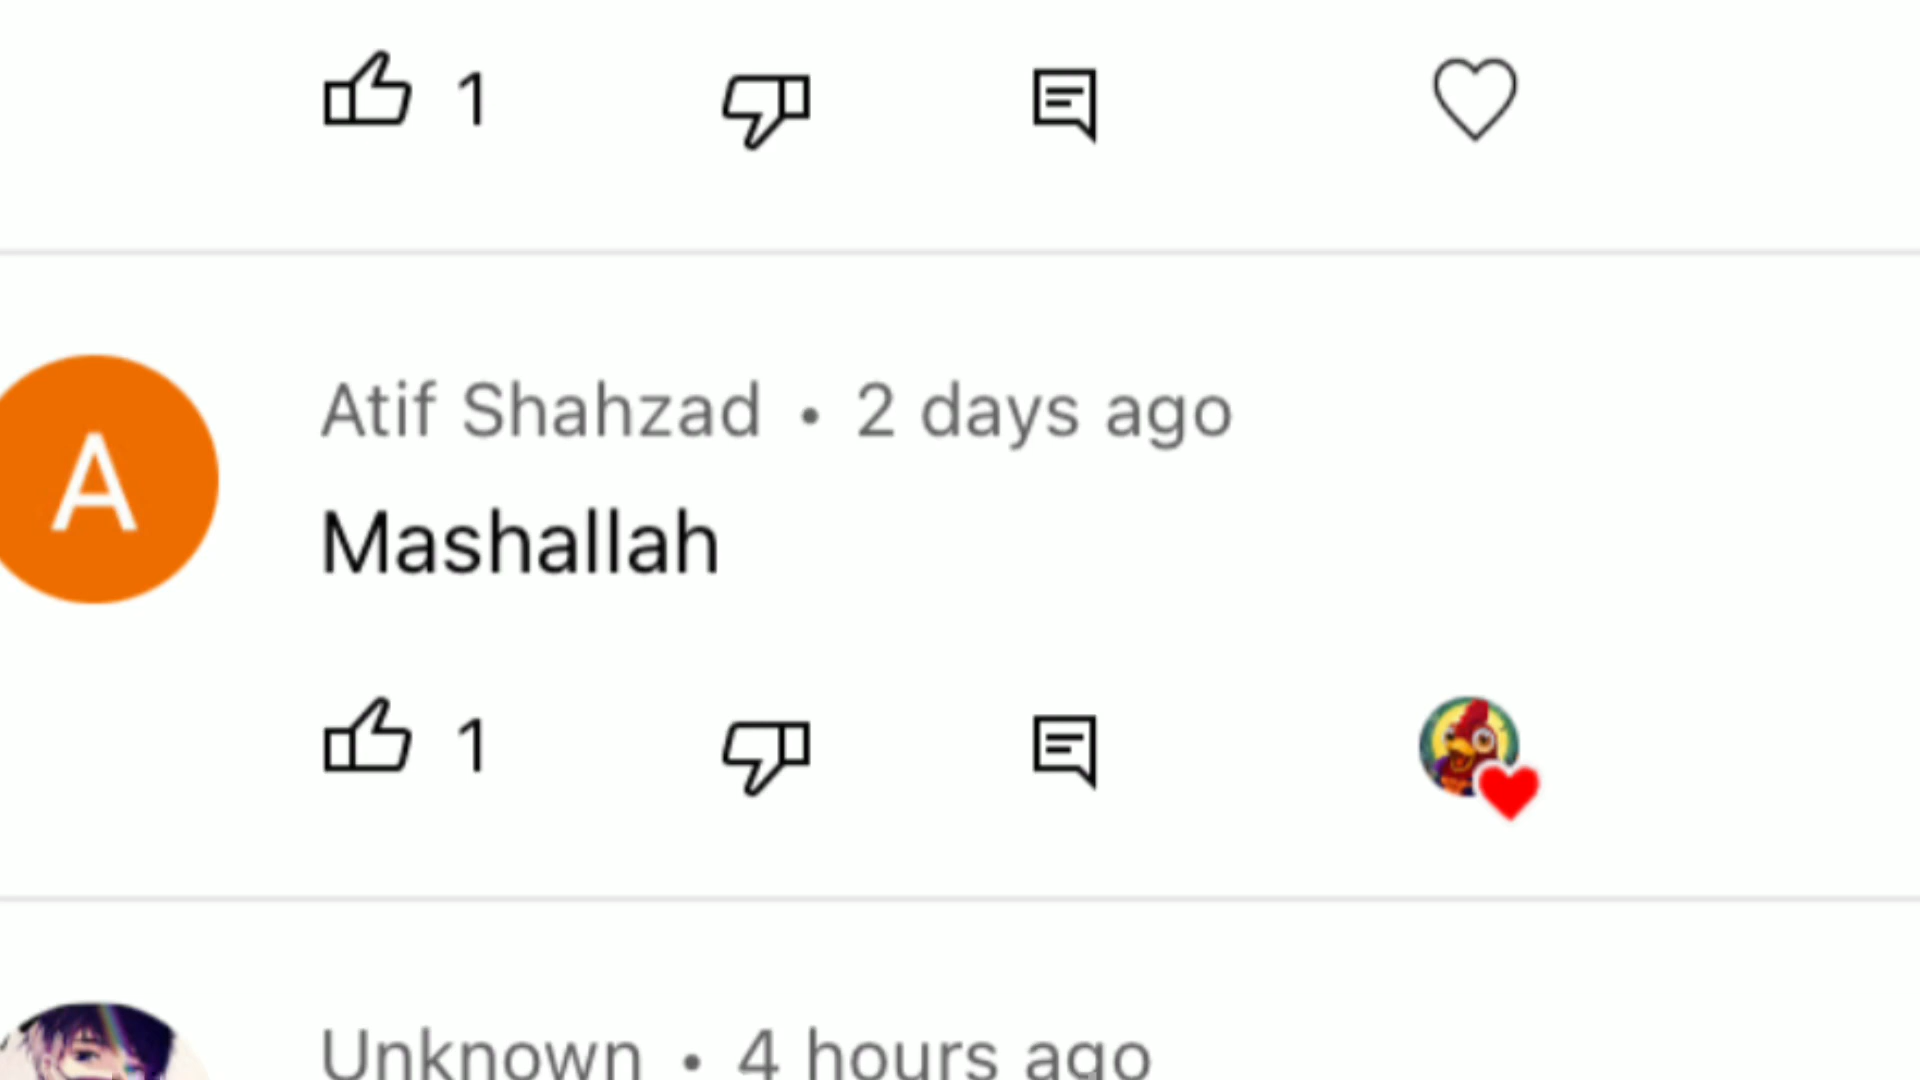 1
A
Atif Shahzad • 2 days ago
Mashallah
1
Unknown • 4 hours ago